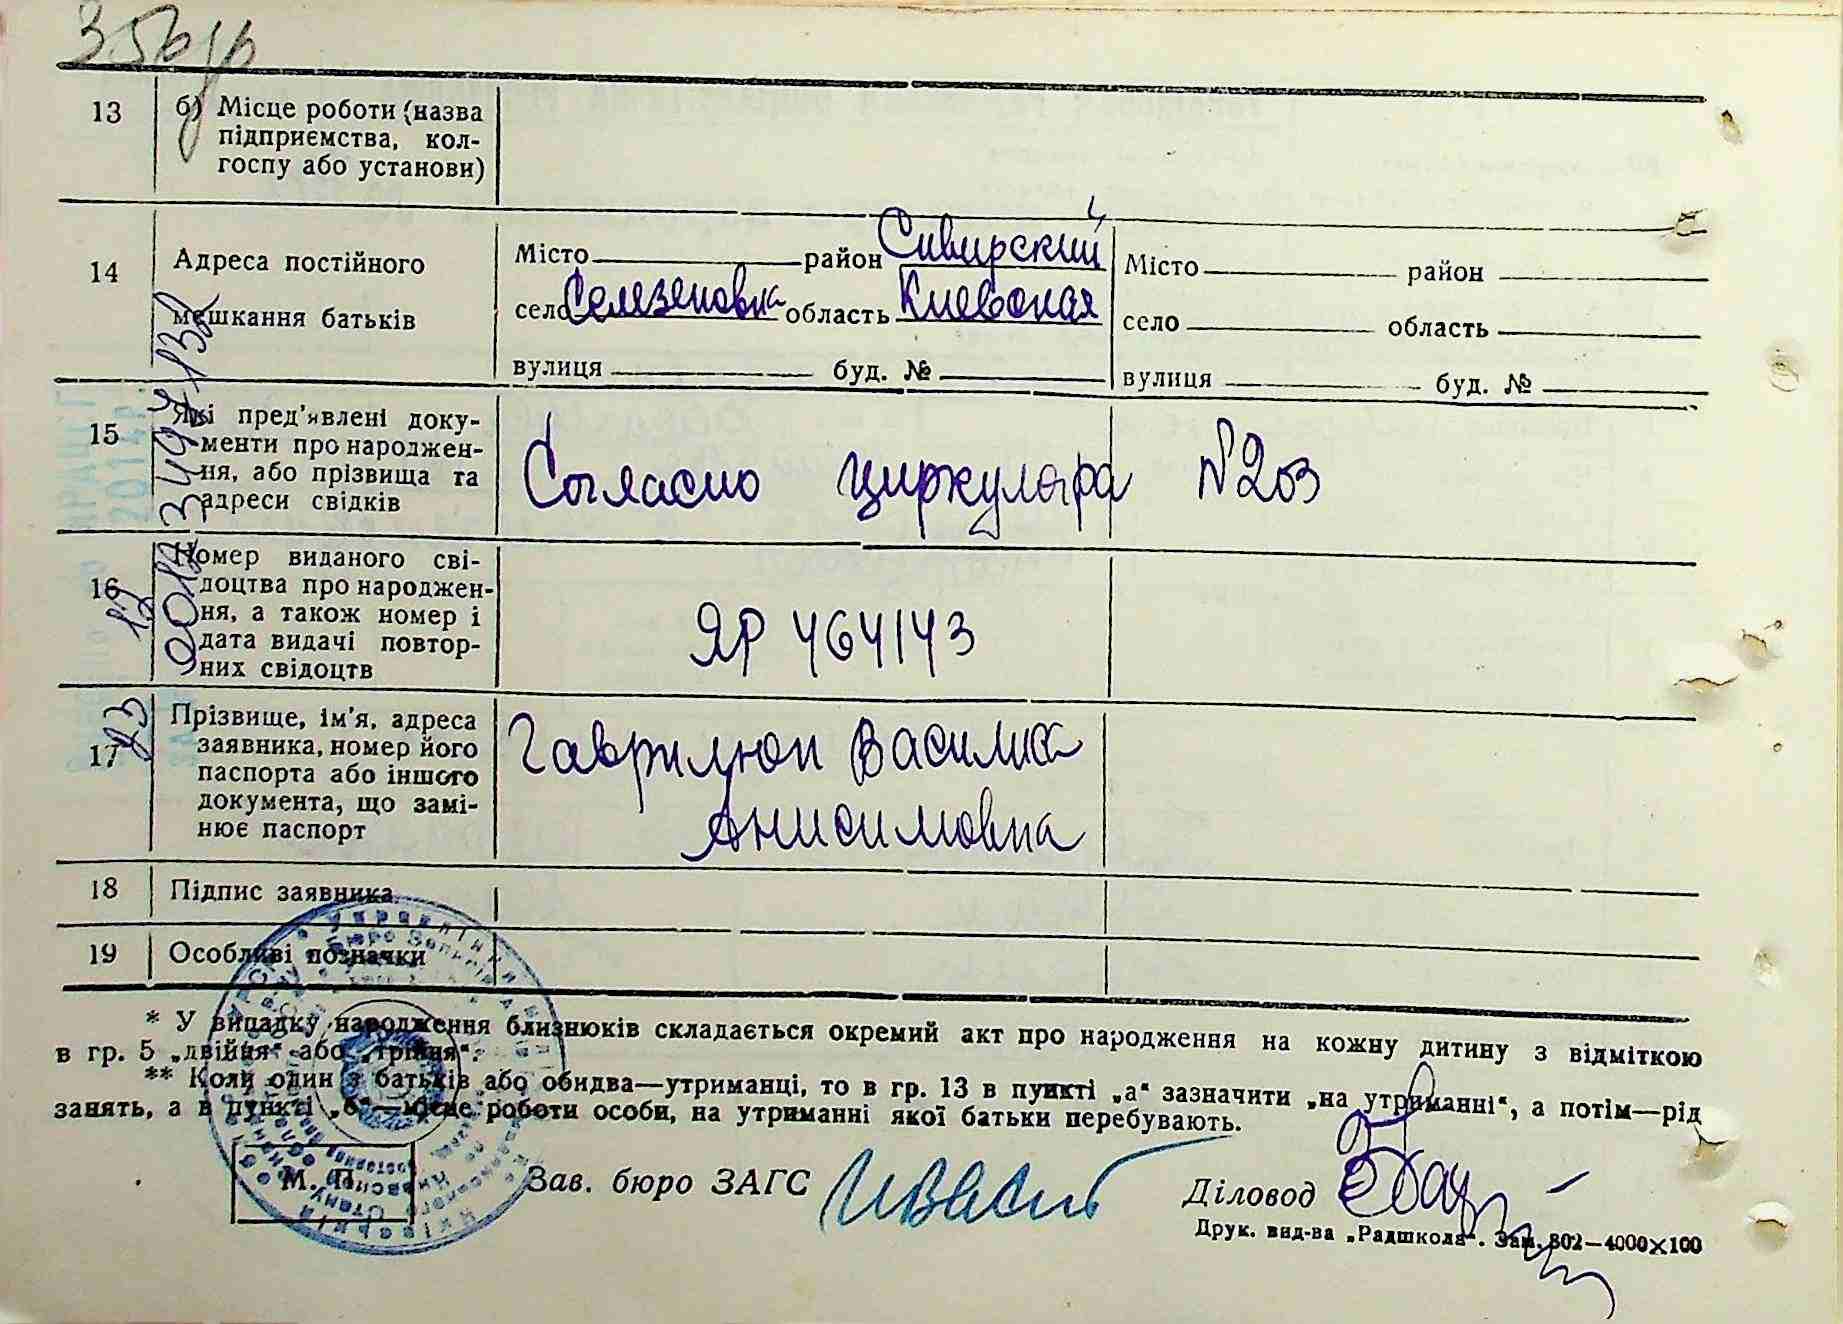 13
б) Місце роботи (назва
підприємства, кол-
госпу або установи)
14
Адреса постійного
мешкання батьків
Місто район Сивирский
село Селезеновка область Киевская
вулиця буд. №
Місто район
село область
вулиця буд. №
15
Які пред'явлені доку-
менти про народжен-
ня, або прізвища та
адреси свідків
Согласно циркуляра №203
16
Номер виданого сві-
доцтва про народжен-
ня, а також номер і
дата видачі повтор-
них свідоцтв
ЯР 464143
17
Прізвище, ім'я, адреса
заявника, номер його
паспорта або іншого
документа, що замі-
нює паспорт
Гаврилюк Василиса
Анисимовна
18
Підпис заявника
19
Особливі позначки
* У випадку народження близнюків складається окремий акт про народження на кожну дитину з відміткою
в гр. 5 „двійня“ або „трійня“.
** Коли один з батьків або обидва—утриманці, то в гр. 13 в пункті „а“ зазначити „на утриманні“, а потім—рід
занять, а в пункті „б“—місце роботи особи, на утриманні якої батьки перебувають.
М. П.
Зав. бюро ЗАГС
Діловод
Друк. вид-ва „Радшкола“. Зам. 802—4000×100